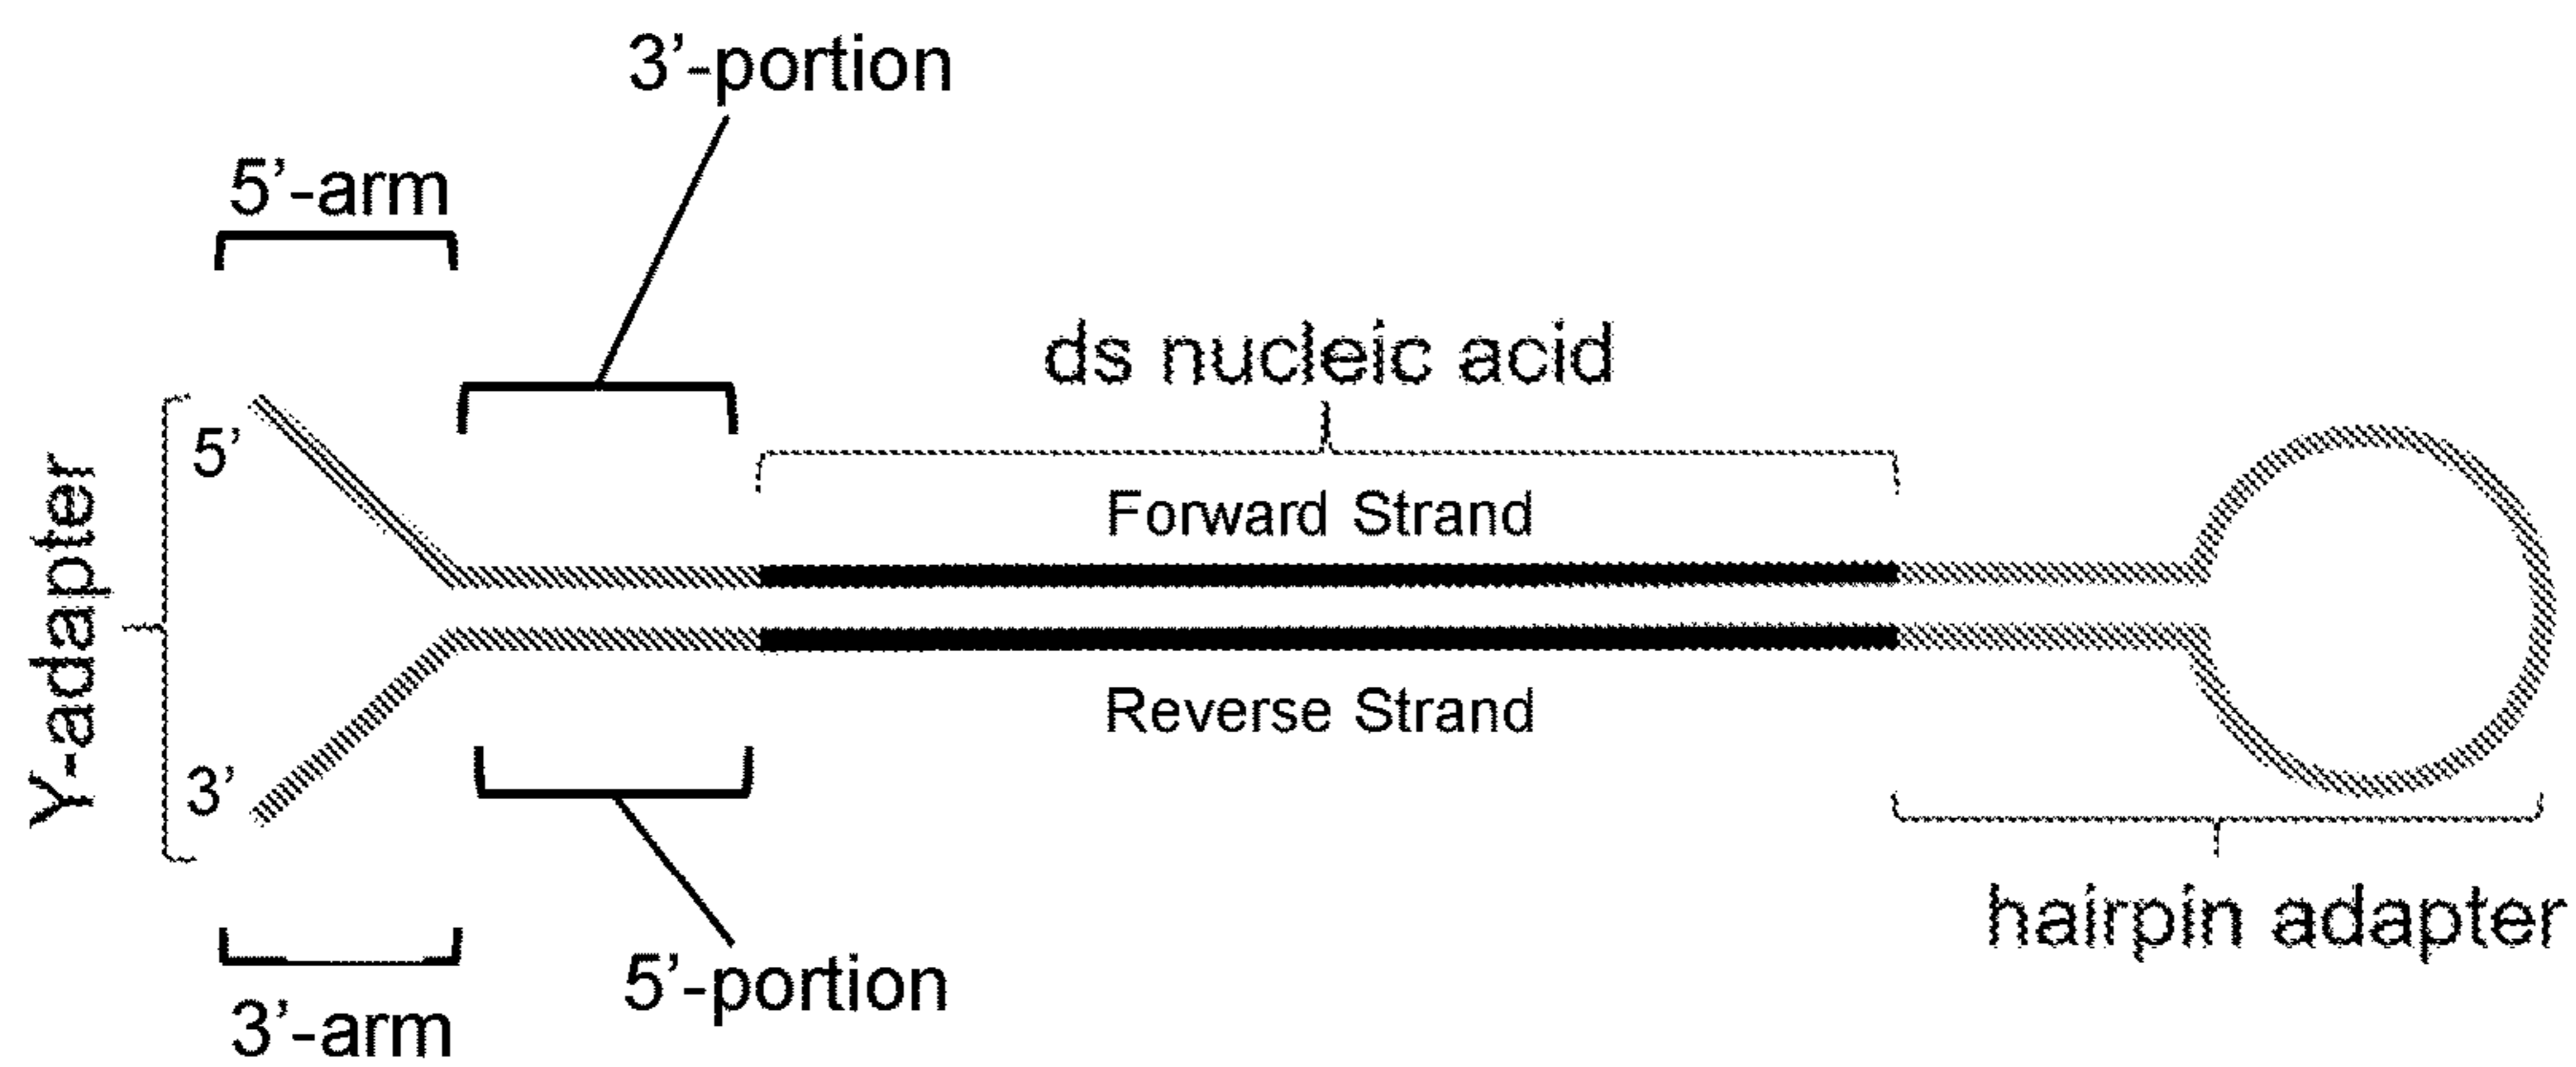 3’-portion
5’-arm
ds nucleic acid
5’
Forward Strand
Y-adapter
Reverse Strand
3’
hairpin adapter
5’-portion
3’-arm